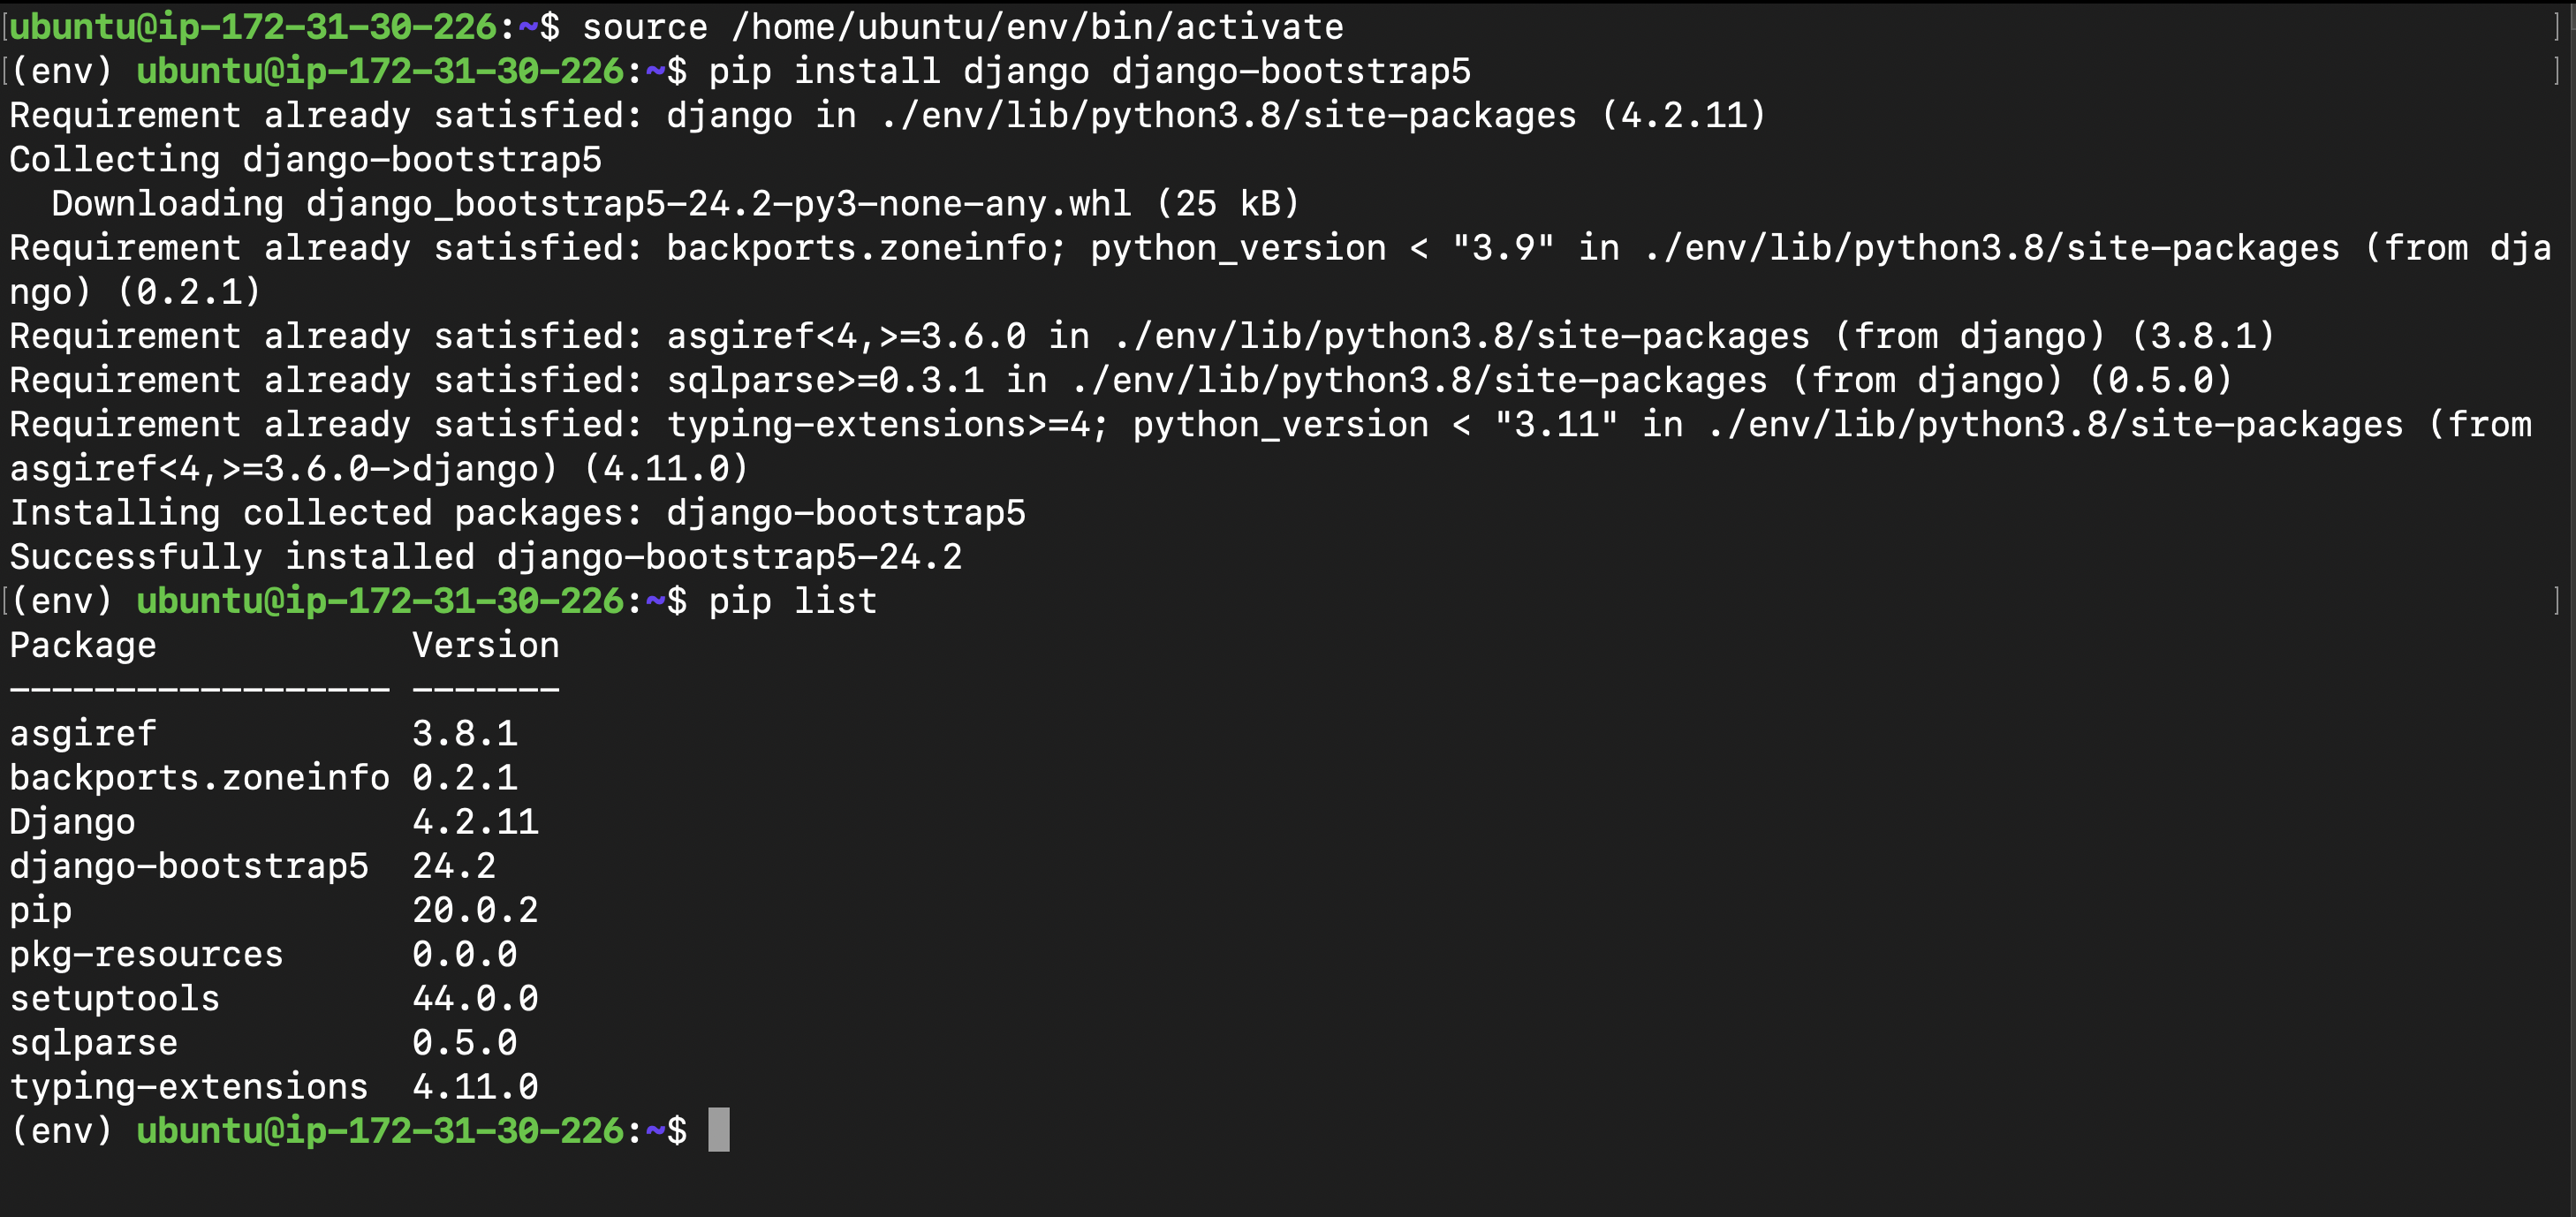 [ubuntu@ip-172-31-30-226:~$ source /home/ubuntu/env/bin/activate ]
[(env) ubuntu@ip-172-31-30-226:~$ pip install django django-bootstrap5 ]
Requirement already satisfied: django in ./env/lib/python3.8/site-packages (4.2.11)
Collecting django-bootstrap5
  Downloading django_bootstrap5-24.2-py3-none-any.whl (25 kB)
Requirement already satisfied: backports.zoneinfo; python_version < "3.9" in ./env/lib/python3.8/site-packages (from dja
ngo) (0.2.1)
Requirement already satisfied: asgiref<4,>=3.6.0 in ./env/lib/python3.8/site-packages (from django) (3.8.1)
Requirement already satisfied: sqlparse>=0.3.1 in ./env/lib/python3.8/site-packages (from django) (0.5.0)
Requirement already satisfied: typing-extensions>=4; python_version < "3.11" in ./env/lib/python3.8/site-packages (from
asgiref<4,>=3.6.0->django) (4.11.0)
Installing collected packages: django-bootstrap5
Successfully installed django-bootstrap5-24.2
[(env) ubuntu@ip-172-31-30-226:~$ pip list ]
Package            Version
------------------ -------
asgiref            3.8.1
backports.zoneinfo 0.2.1
Django             4.2.11
django-bootstrap5  24.2
pip                20.0.2
pkg-resources      0.0.0
setuptools         44.0.0
sqlparse           0.5.0
typing-extensions  4.11.0
(env) ubuntu@ip-172-31-30-226:~$